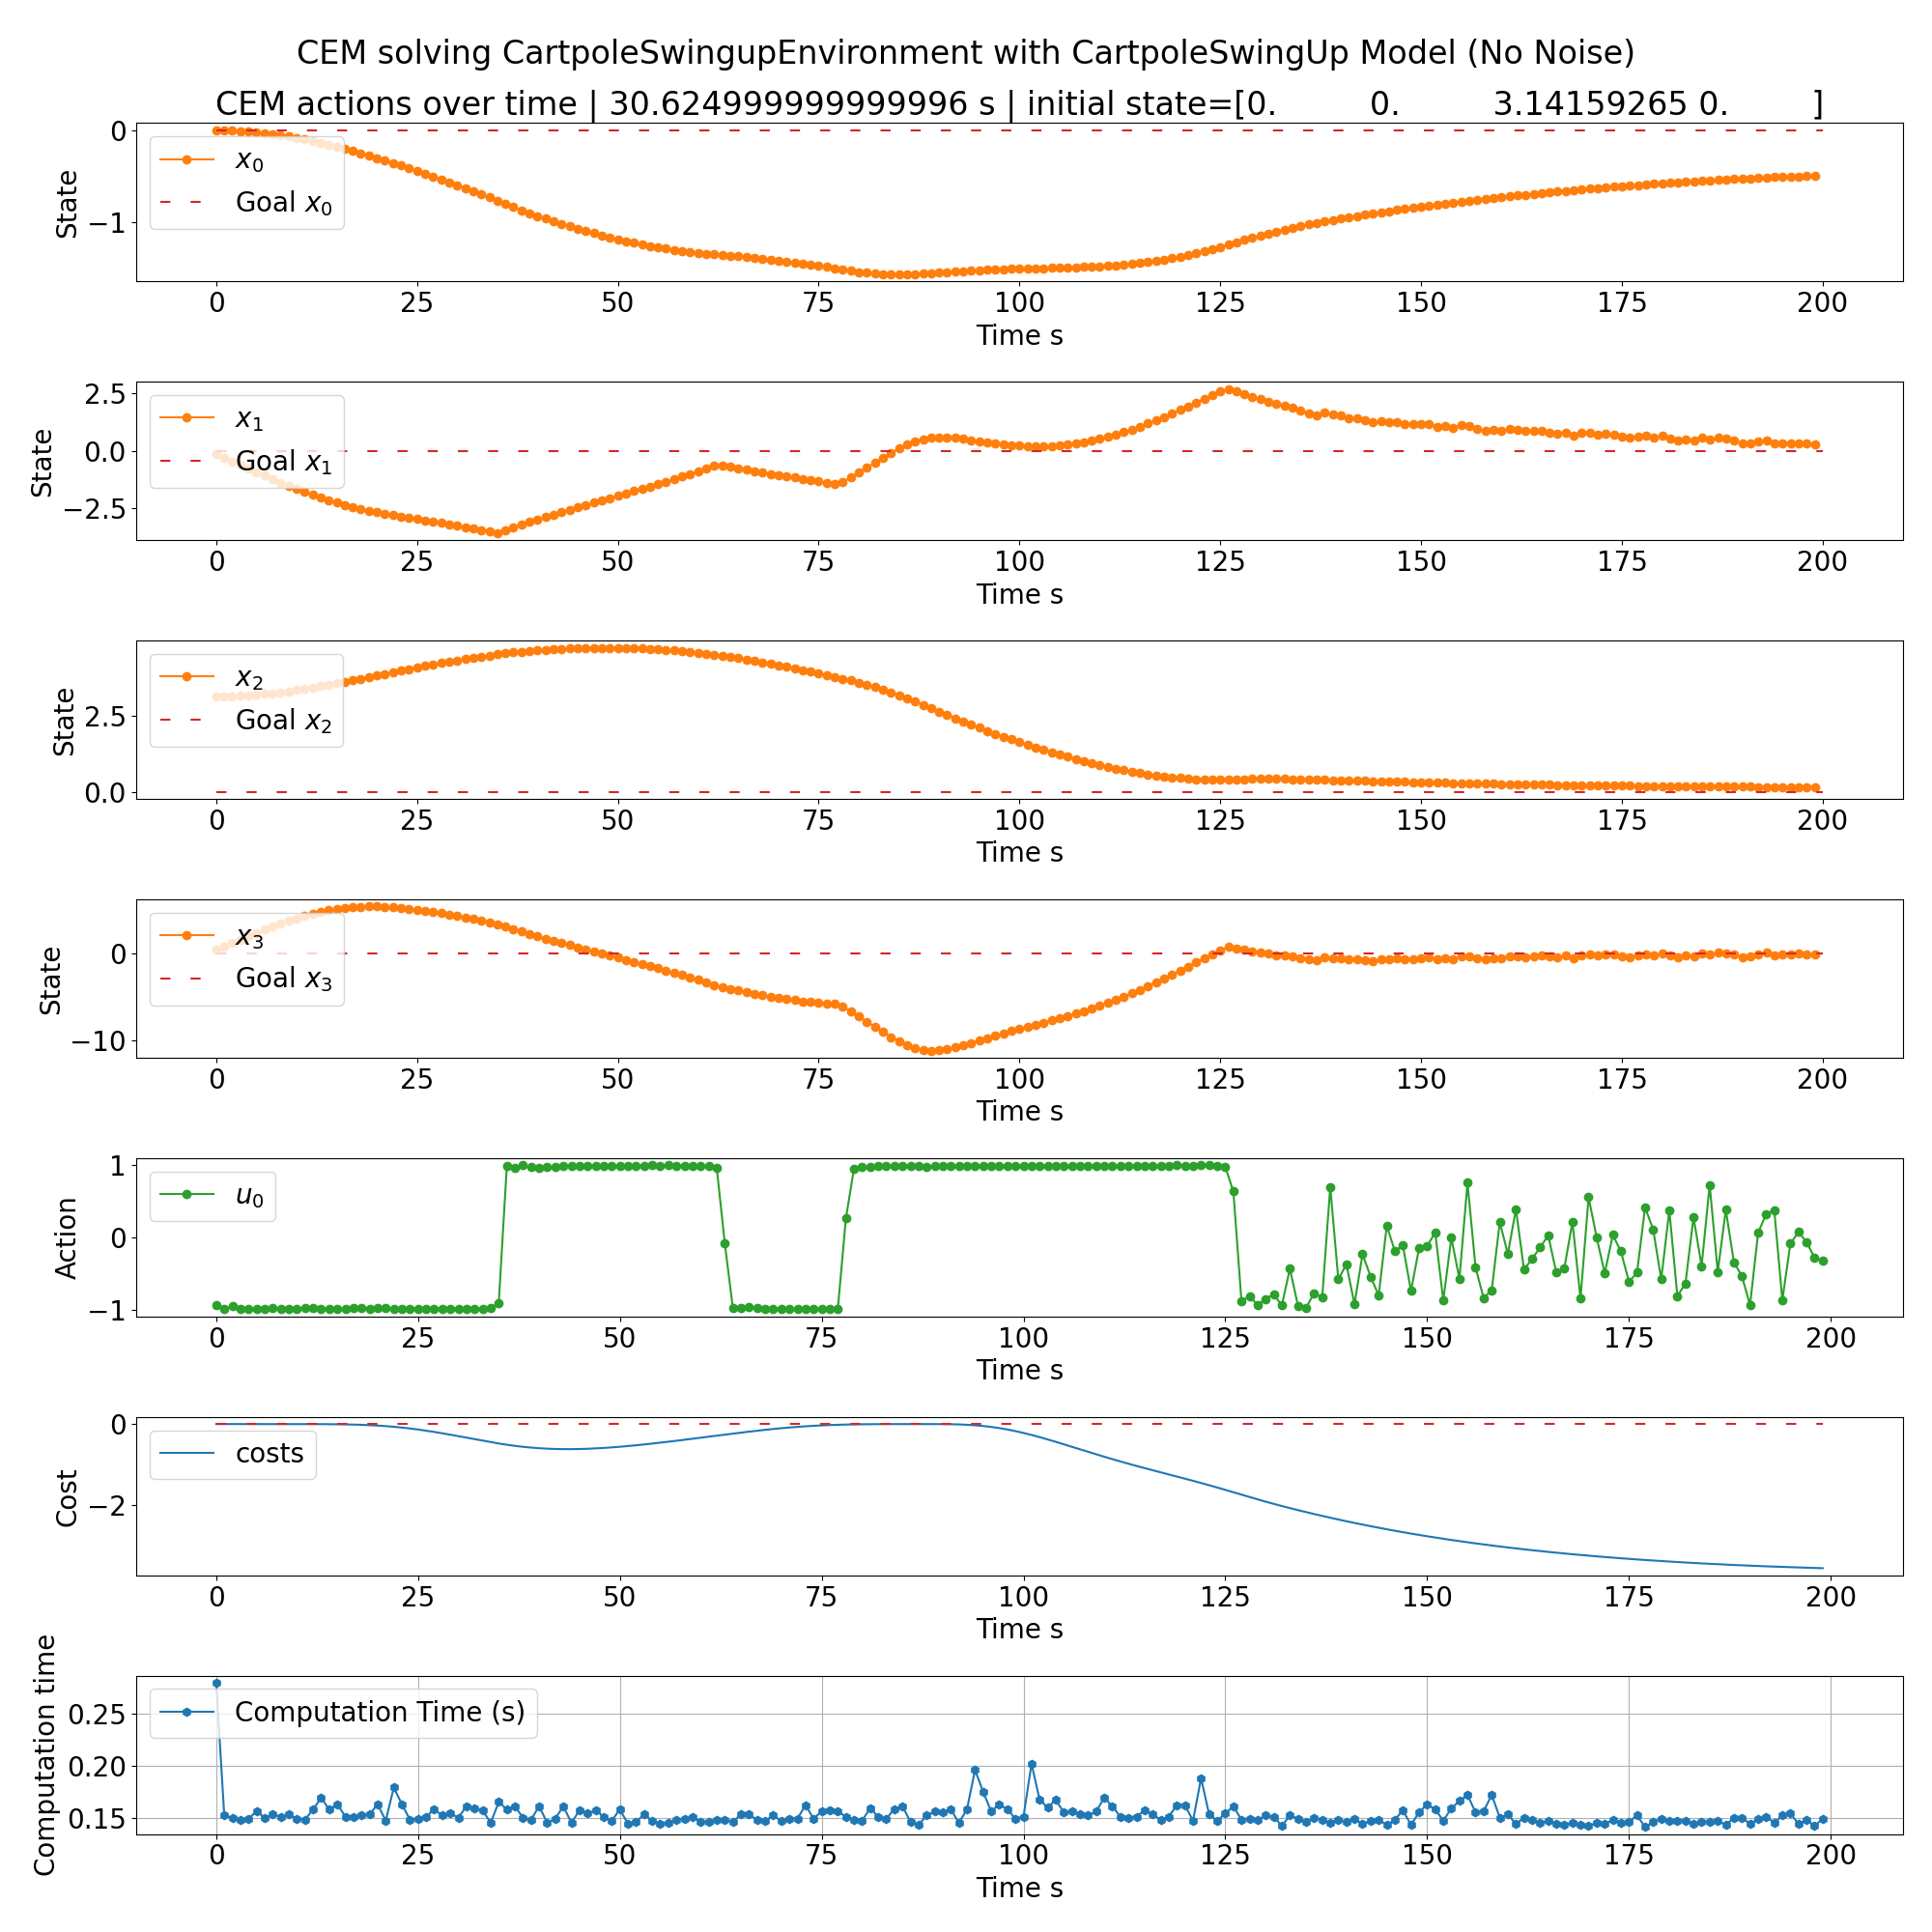 CEM solving CartpoleSwingupEnvironment with CartpoleSwingUp Model (No Noise)
CEM actions over time | 30.624999999999996 s | initial state=[0. 0. 3.14159265 0. ]
State
0
−1
x₀
Goal x₀
0 25 50 75 100 125 150 175 200
Time s
State
2.5
0.0
−2.5
x₁
Goal x₁
0 25 50 75 100 125 150 175 200
Time s
State
2.5
0.0
x₂
Goal x₂
0 25 50 75 100 125 150 175 200
Time s
State
0
−10
x₃
Goal x₃
0 25 50 75 100 125 150 175 200
Time s
Action
1
0
−1
u₀
0 25 50 75 100 125 150 175 200
Time s
Cost
0
−2
costs
0 25 50 75 100 125 150 175 200
Time s
Computation time
0.25
0.20
0.15
Computation Time (s)
0 25 50 75 100 125 150 175 200
Time s